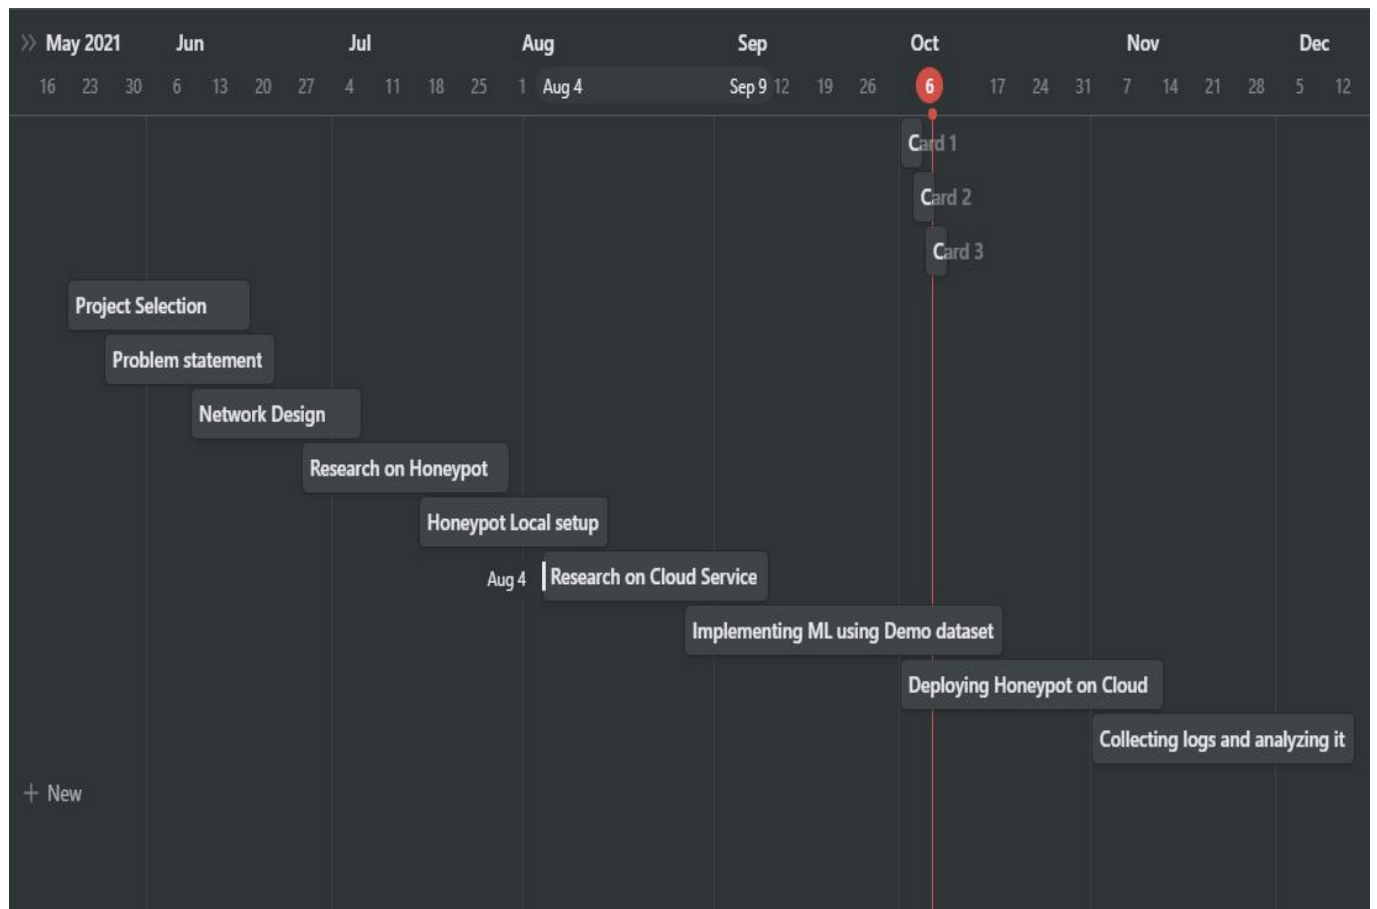 » May 2021 Jun Jul Aug Sep Oct Nov Dec
16 23 30 6 13 20 27 4 11 18 25 1 Aug 4 Sep 9 12 19 26 6 17 24 31 7 14 21 28 5 12
Card 1
Card 2
Card 3
Project Selection
Problem statement
Network Design
Research on Honeypot
Honeypot Local setup
Aug 4 Research on Cloud Service
Implementing ML using Demo dataset
Deploying Honeypot on Cloud
Collecting logs and analyzing it
+ New